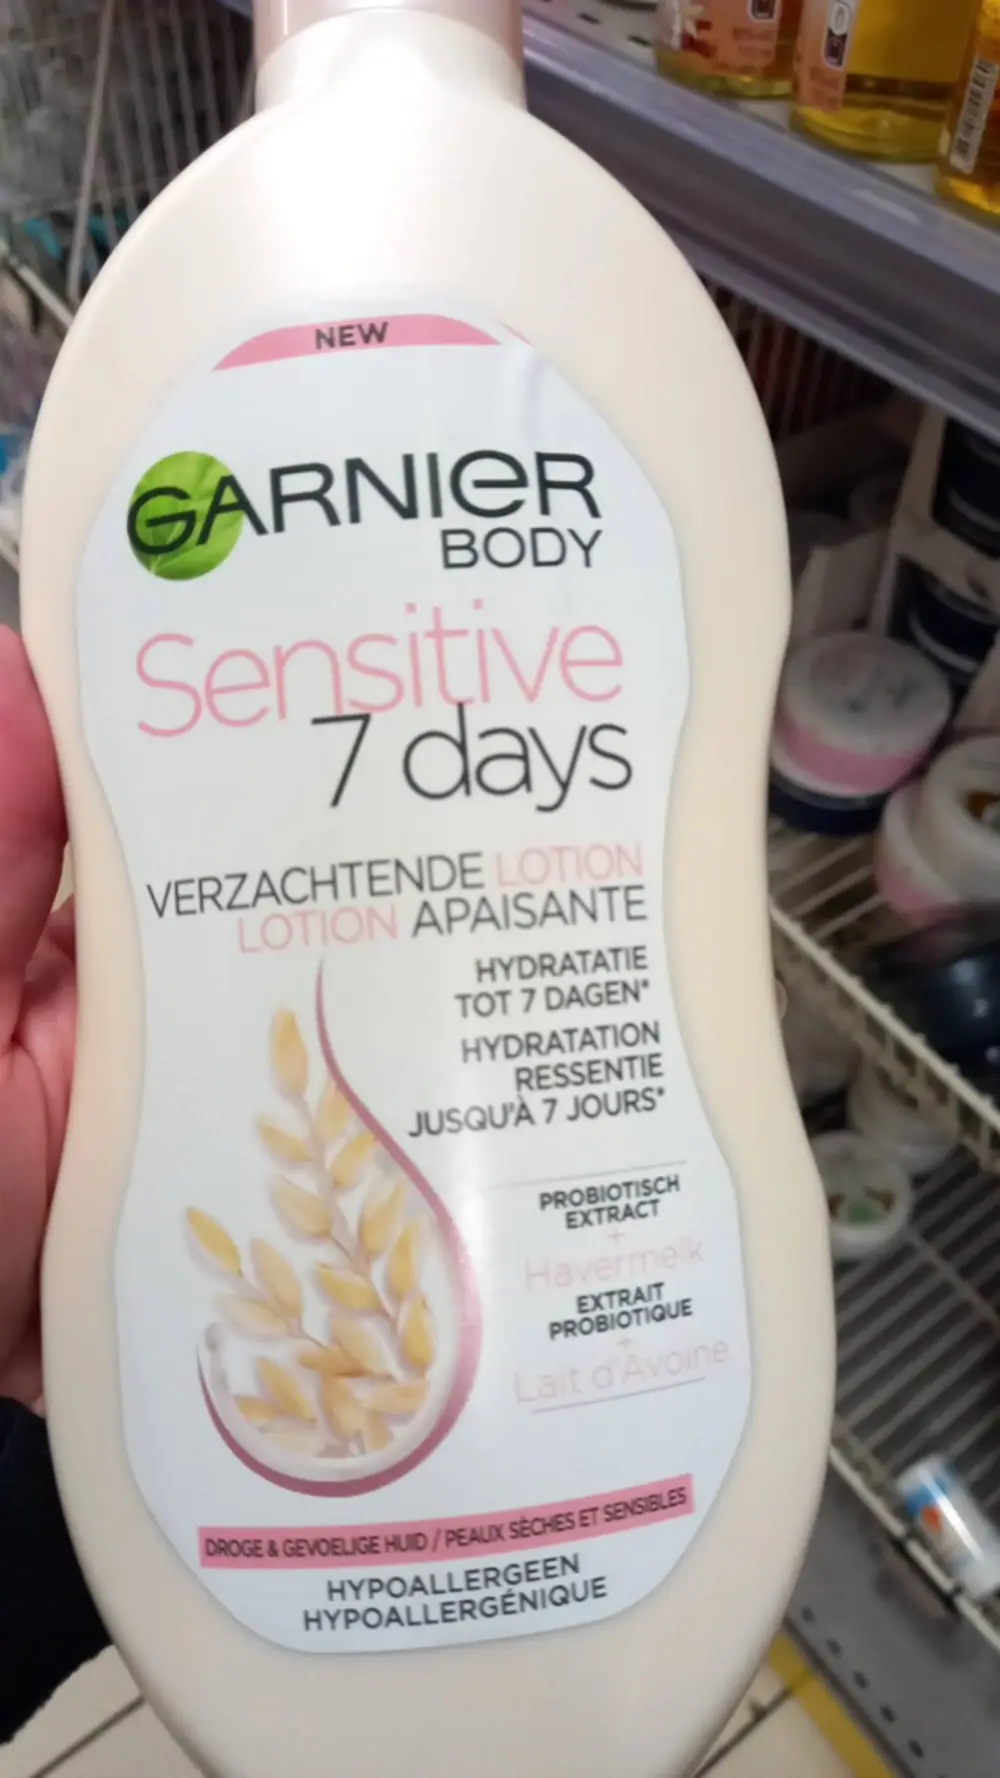 NEW
GARNIER
BODY
Sensitive
7 days
VERZACHTENDE LOTION
LOTION APAISANTE
HYDRATATIE
TOT 7 DAGEN*
HYDRATATION
RESSENTIE
JUSQU'À 7 JOURS*
PROBIOTISCH
EXTRACT
+
Havermelk
EXTRAIT
PROBIOTIQUE
+
Lait d'Avoine
DROGE & GEVOELIGE HUID / PEAUX SÈCHES ET SENSIBLES
HYPOALLERGEEN
HYPOALLERGÉNIQUE